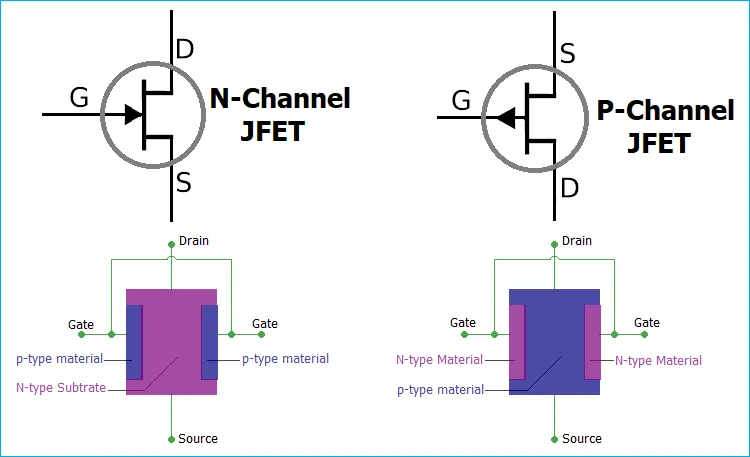 D
G
N-Channel
JFET
S
S
G
P-Channel
JFET
D
Drain
Gate
Gate
p-type material
p-type material
N-type Subtrate
Source
Drain
Gate
Gate
N-type Material
N-type Material
p-type material
Source